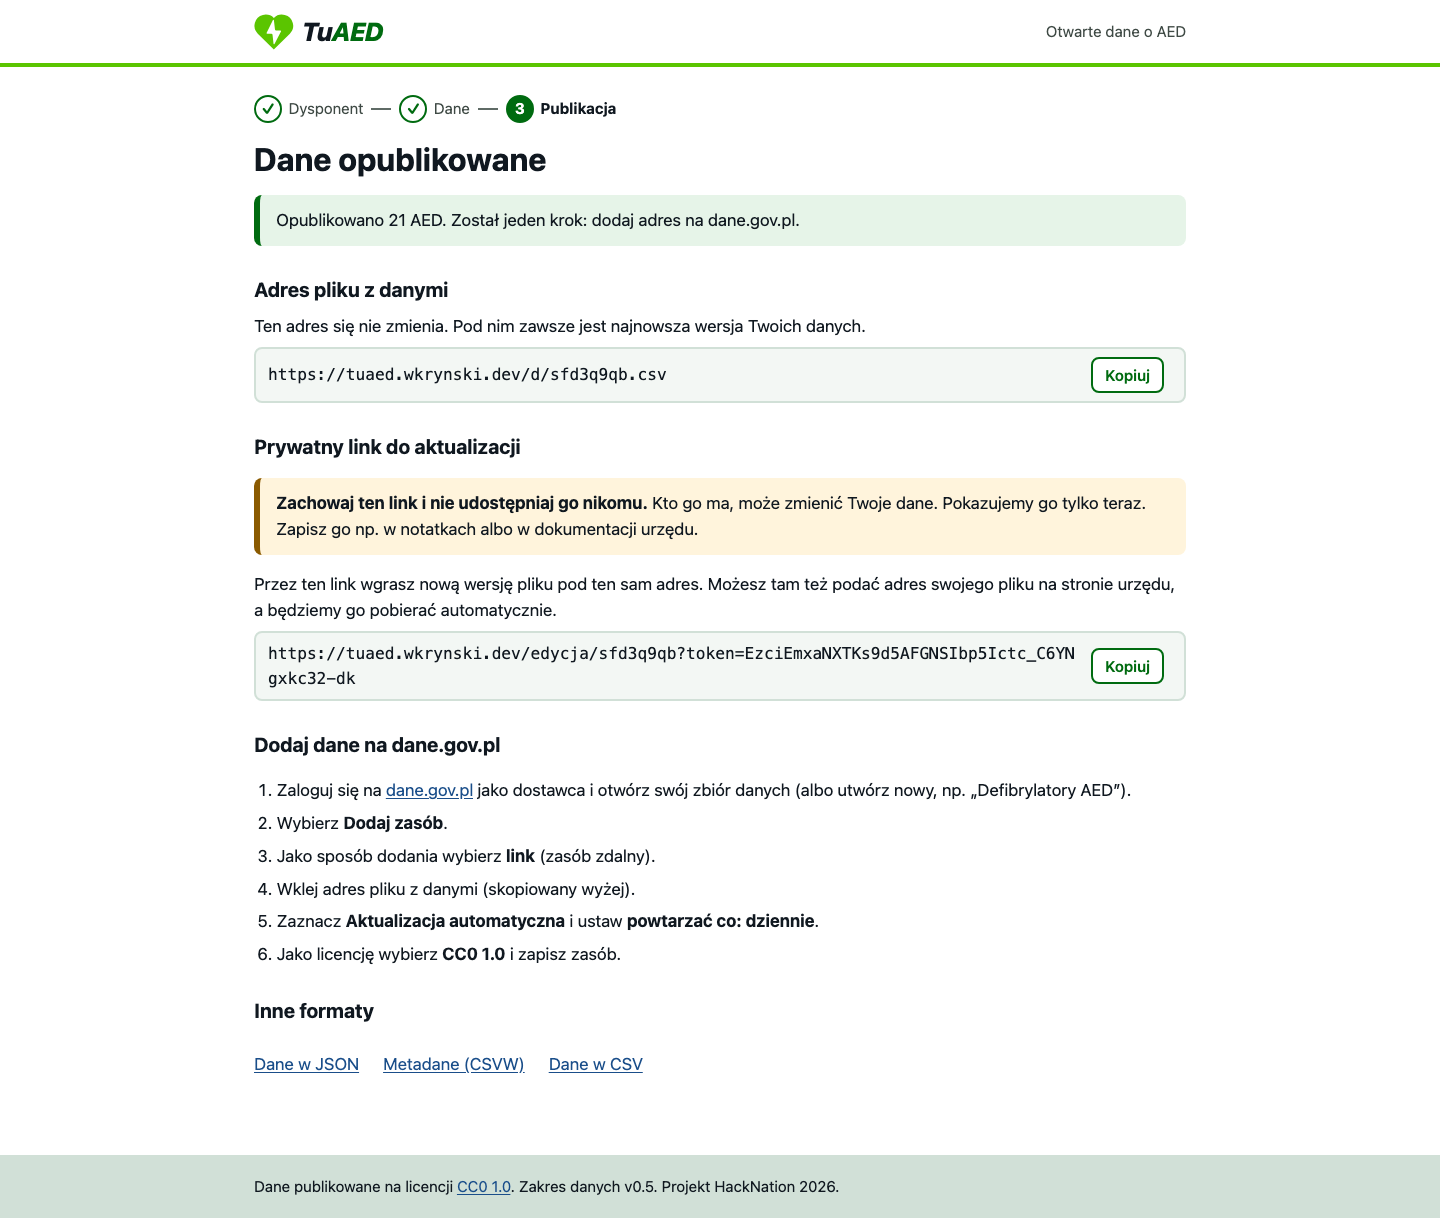 TuAED
Otwarte dane o AED
Dysponent
Dane
3 Publikacja
Dane opublikowane
Opublikowano 21 AED. Został jeden krok: dodaj adres na dane.gov.pl.
Adres pliku z danymi
Ten adres się nie zmienia. Pod nim zawsze jest najnowsza wersja Twoich danych.
https://tuaed.wkrynski.dev/d/sfd3q9qb.csv
Kopiuj
Prywatny link do aktualizacji
Zachowaj ten link i nie udostępniaj go nikomu. Kto go ma, może zmienić Twoje dane. Pokazujemy go tylko teraz.
Zapisz go np. w notatkach albo w dokumentacji urzędu.
Przez ten link wgrasz nową wersję pliku pod ten sam adres. Możesz tam też podać adres swojego pliku na stronie urzędu,
a będziemy go pobierać automatycznie.
https://tuaed.wkrynski.dev/edycja/sfd3q9qb?token=EzciEmxaNXTKs9d5AFGNSIbp5Ictc_C6YN
gxkc32-dk
Kopiuj
Dodaj dane na dane.gov.pl
1. Zaloguj się na dane.gov.pl jako dostawca i otwórz swój zbiór danych (albo utwórz nowy, np. „Defibrylatory AED”).
2. Wybierz Dodaj zasób.
3. Jako sposób dodania wybierz link (zasób zdalny).
4. Wklej adres pliku z danymi (skopiowany wyżej).
5. Zaznacz Aktualizacja automatyczna i ustaw powtarzać co: dziennie.
6. Jako licencję wybierz CC0 1.0 i zapisz zasób.
Inne formaty
Dane w JSON
Metadane (CSVW)
Dane w CSV
Dane publikowane na licencji CC0 1.0. Zakres danych v0.5. Projekt HackNation 2026.